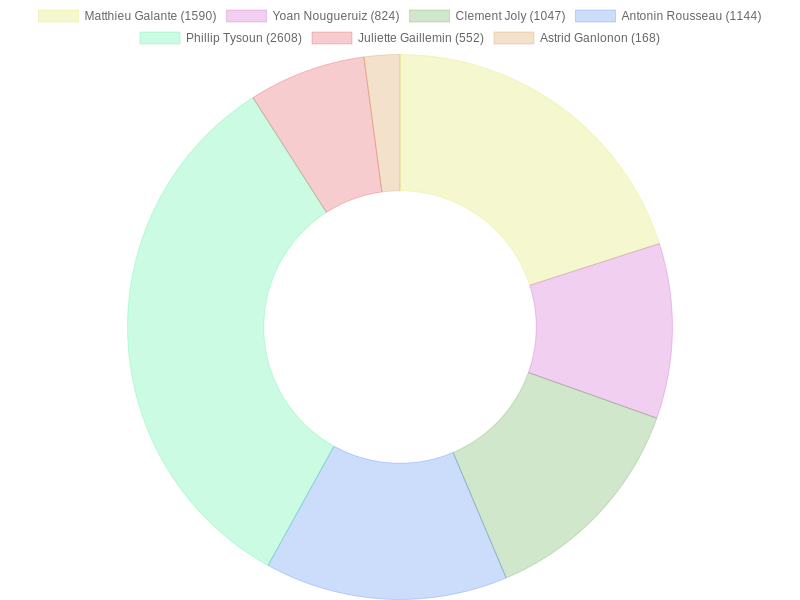 Matthieu Galante (1590) Yoan Nougueruiz (824) Clement Joly (1047) Antonin Rousseau (1144)
Phillip Tysoun (2608) Juliette Gaillemin (552) Astrid Ganlonon (168)